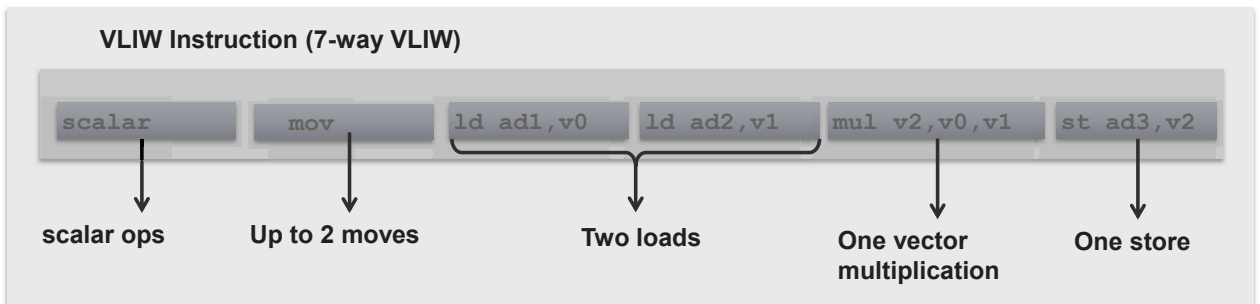 VLIW Instruction (7-way VLIW)
scalar mov ld ad1,v0 ld ad2,v1 mul v2,v0,v1 st ad3,v2
scalar ops Up to 2 moves Two loads One vector multiplication One store